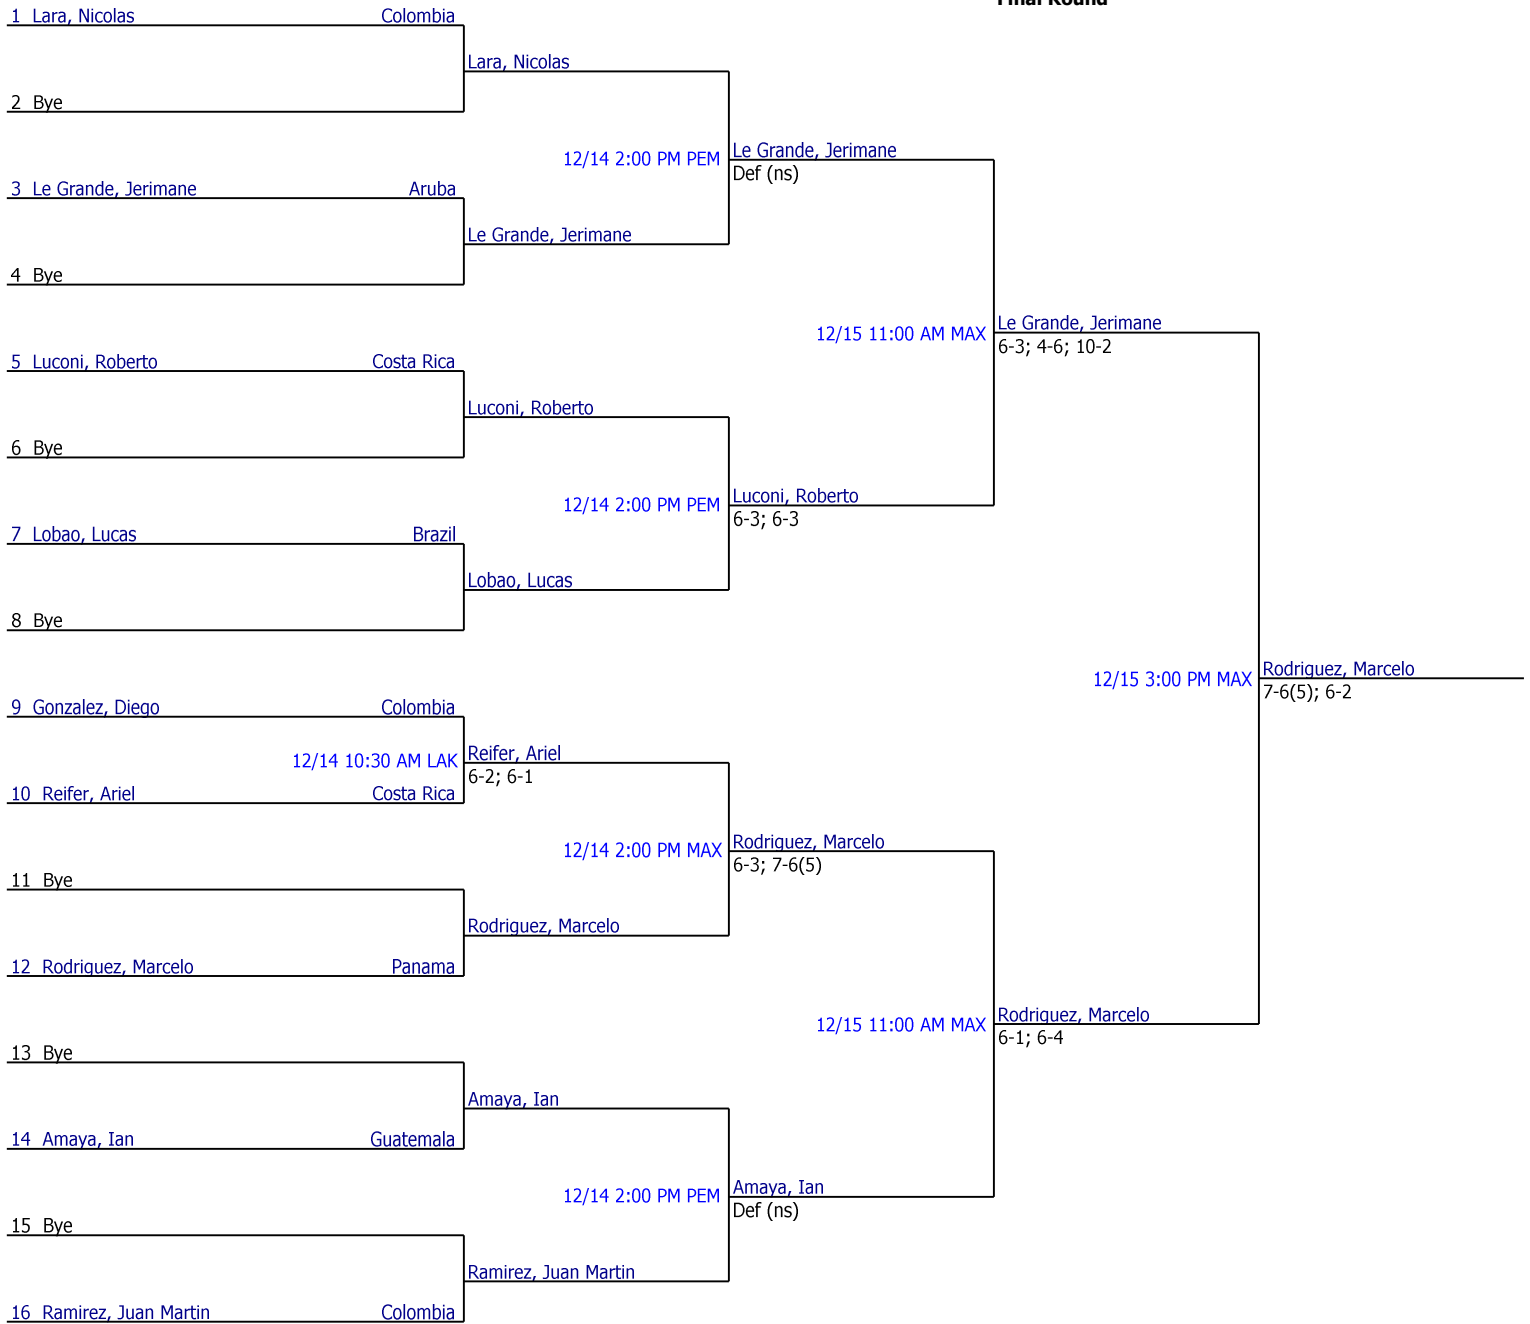 Final Round
1 Lara, Nicolas Colombia
Lara, Nicolas
2 Bye
12/14 2:00 PM PEM Le Grande, Jerimane
Def (ns)
3 Le Grande, Jerimane Aruba
Le Grande, Jerimane
4 Bye
12/15 11:00 AM MAX Le Grande, Jerimane
6-3; 4-6; 10-2
5 Luconi, Roberto Costa Rica
Luconi, Roberto
6 Bye
12/14 2:00 PM PEM Luconi, Roberto
6-3; 6-3
7 Lobao, Lucas Brazil
Lobao, Lucas
8 Bye
12/15 3:00 PM MAX Rodriguez, Marcelo
7-6(5); 6-2
9 Gonzalez, Diego Colombia
12/14 10:30 AM LAK Reifer, Ariel
6-2; 6-1
10 Reifer, Ariel Costa Rica
12/14 2:00 PM MAX Rodriguez, Marcelo
6-3; 7-6(5)
11 Bye
Rodriguez, Marcelo
12 Rodriguez, Marcelo Panama
12/15 11:00 AM MAX Rodriguez, Marcelo
6-1; 6-4
13 Bye
Amaya, Ian
14 Amaya, Ian Guatemala
12/14 2:00 PM PEM Amaya, Ian
Def (ns)
15 Bye
Ramirez, Juan Martin
16 Ramirez, Juan Martin Colombia